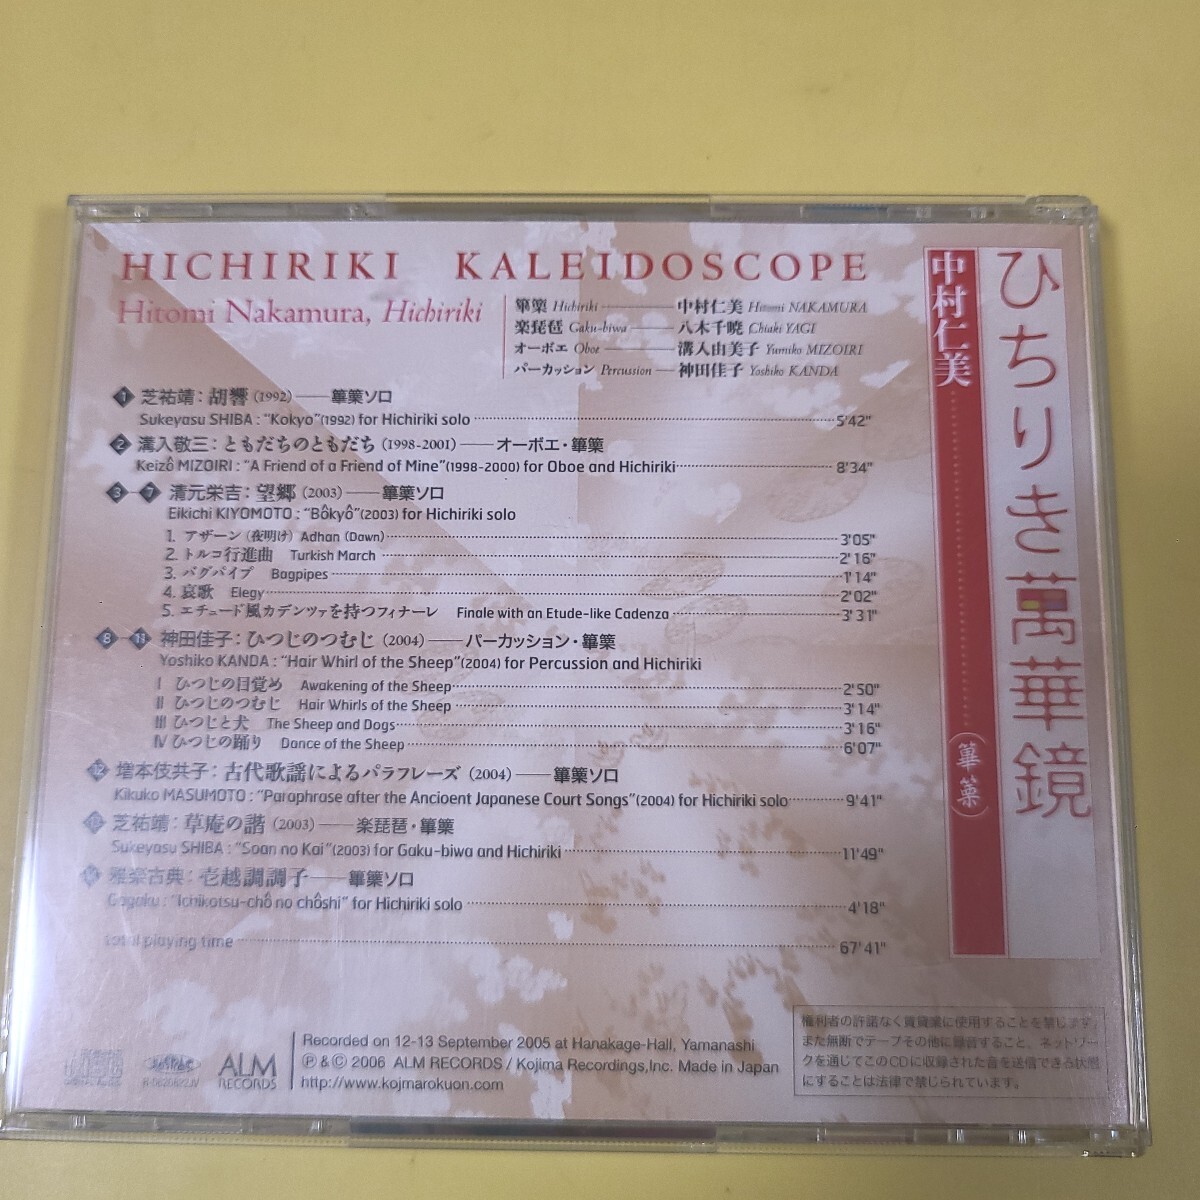 HICHIRIKI KALEIDOSCOPE
Hitomi Nakamura, Hichiriki
篳篥 Hichiriki 中村仁美 Hitomi NAKAMURA
楽琵琶 Gaku-biwa 八木千暁 Chiaki YAGI
オーボエ Oboe 溝入由美子 Yumiko MIZOIRI
パーカッション Percussion 神田佳子 Yoshiko KANDA
1 芝祐靖：胡響 (1992)――篳篥ソロ
Sukeyasu SHIBA : "Kokyo"(1992) for Hichiriki solo 5'42"
2 溝入敬三：ともだちのともだち (1998-2001)――オーボエ・篳篥
Keizô MIZOIRI : "A Friend of a Friend of Mine"(1998-2000) for Oboe and Hichiriki 8'34"
3-7 清元栄吉：望郷 (2003)――篳篥ソロ
Eikichi KIYOMOTO : "Bôkyô"(2003) for Hichiriki solo
1. アザーン（夜明け） Adhan (Dawn) 3'05"
2. トルコ行進曲 Turkish March 2'16"
3. バグパイプ Bagpipes 1'14"
4. 哀歌 Elegy 2'02"
5. エチュード風カデンツァを持つフィナーレ Finale with an Etude-like Cadenza 3'31"
8-11 神田佳子：ひつじのつむじ (2004)――パーカッション・篳篥
Yoshiko KANDA : "Hair Whirl of the Sheep"(2004) for Percussion and Hichiriki
I ひつじの目覚め Awakening of the Sheep 2'50"
II ひつじのつむじ Hair Whirls of the Sheep 3'14"
III ひつじと犬 The Sheep and Dogs 3'16"
IV ひつじの踊り Dance of the Sheep 6'07"
12 増本伎共子：古代歌謡によるパラフレーズ (2004)――篳篥ソロ
Kikuko MASUMOTO : "Paraphrase after the Ancioent Japanese Court Songs"(2004) for Hichiriki solo 9'41"
13 芝祐靖：草庵の諧 (2003)――楽琵琶・篳篥
Sukeyasu SHIBA : "Soan no Kai"(2003) for Gaku-biwa and Hichiriki 11'49"
14 雅楽古典：壱越調調子――篳篥ソロ
Gagaku : "Ichikotsu-chô no chôshi" for Hichiriki solo 4'18"
total playing time 67'41"
ひちりき萬華鏡
中村仁美（篳篥）
ALM
RECORDS
Recorded on 12-13 September 2005 at Hanakage-Hall, Yamanashi
℗ & © 2006 ALM RECORDS / Kojima Recordings,Inc. Made in Japan
http://www.kojimarokuon.com
権利者の許諾なく賃貸業に使用することを禁じます。
また無断でテープその他に録音すること、ネットワー
クを通じてこのCDに収録された音を送信できる状態
にすることは法律で禁じられています。